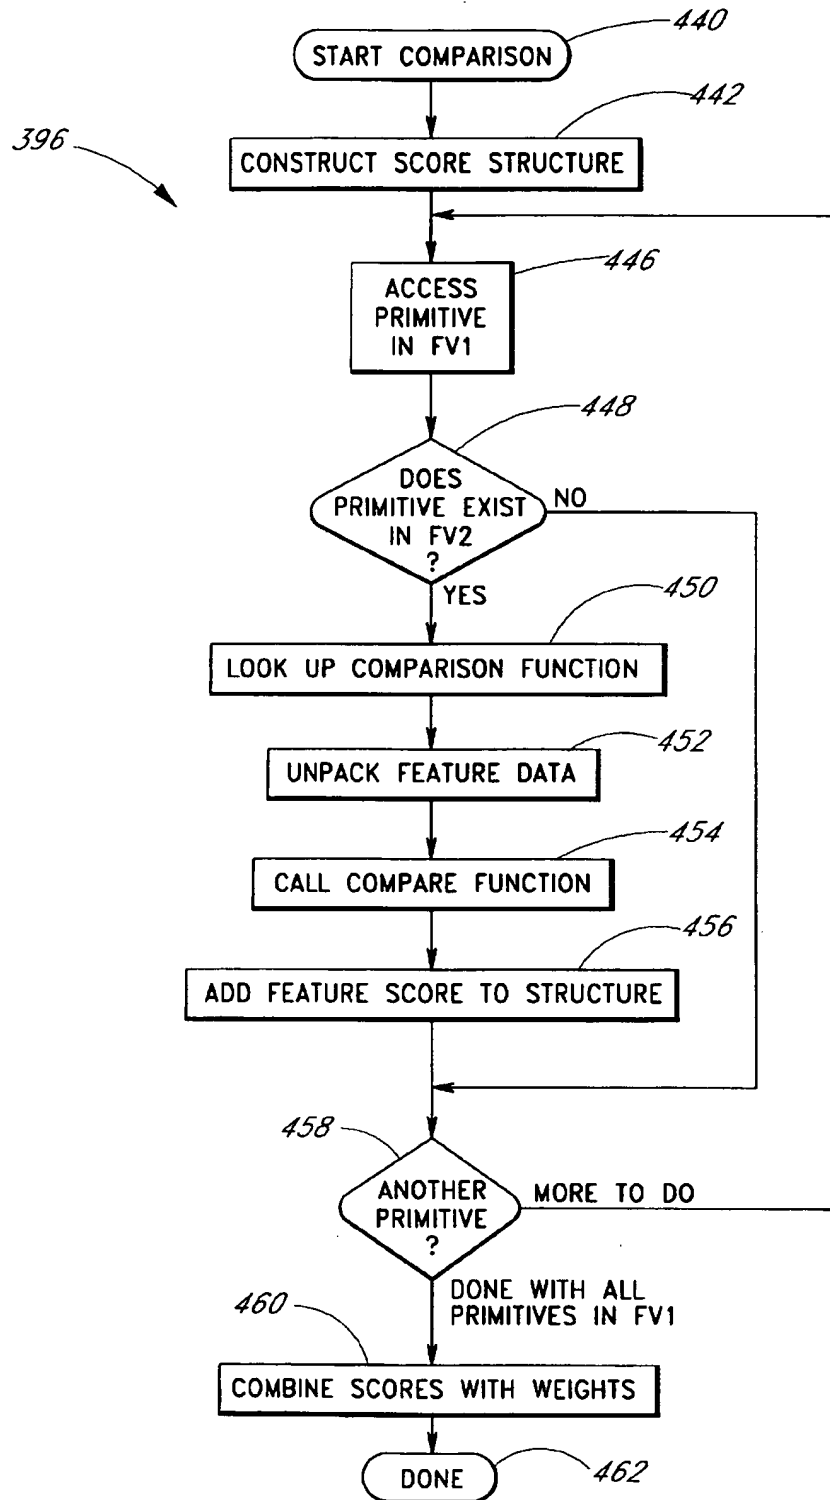 440
START COMPARISON
442
396
CONSTRUCT SCORE STRUCTURE
446
ACCESS
PRIMITIVE
IN FV1
448
DOES
PRIMITIVE EXIST
IN FV2
?
NO
YES
450
LOOK UP COMPARISON FUNCTION
452
UNPACK FEATURE DATA
454
CALL COMPARE FUNCTION
456
ADD FEATURE SCORE TO STRUCTURE
458
ANOTHER
PRIMITIVE
?
MORE TO DO
DONE WITH ALL
PRIMITIVES IN FV1
460
COMBINE SCORES WITH WEIGHTS
DONE
462